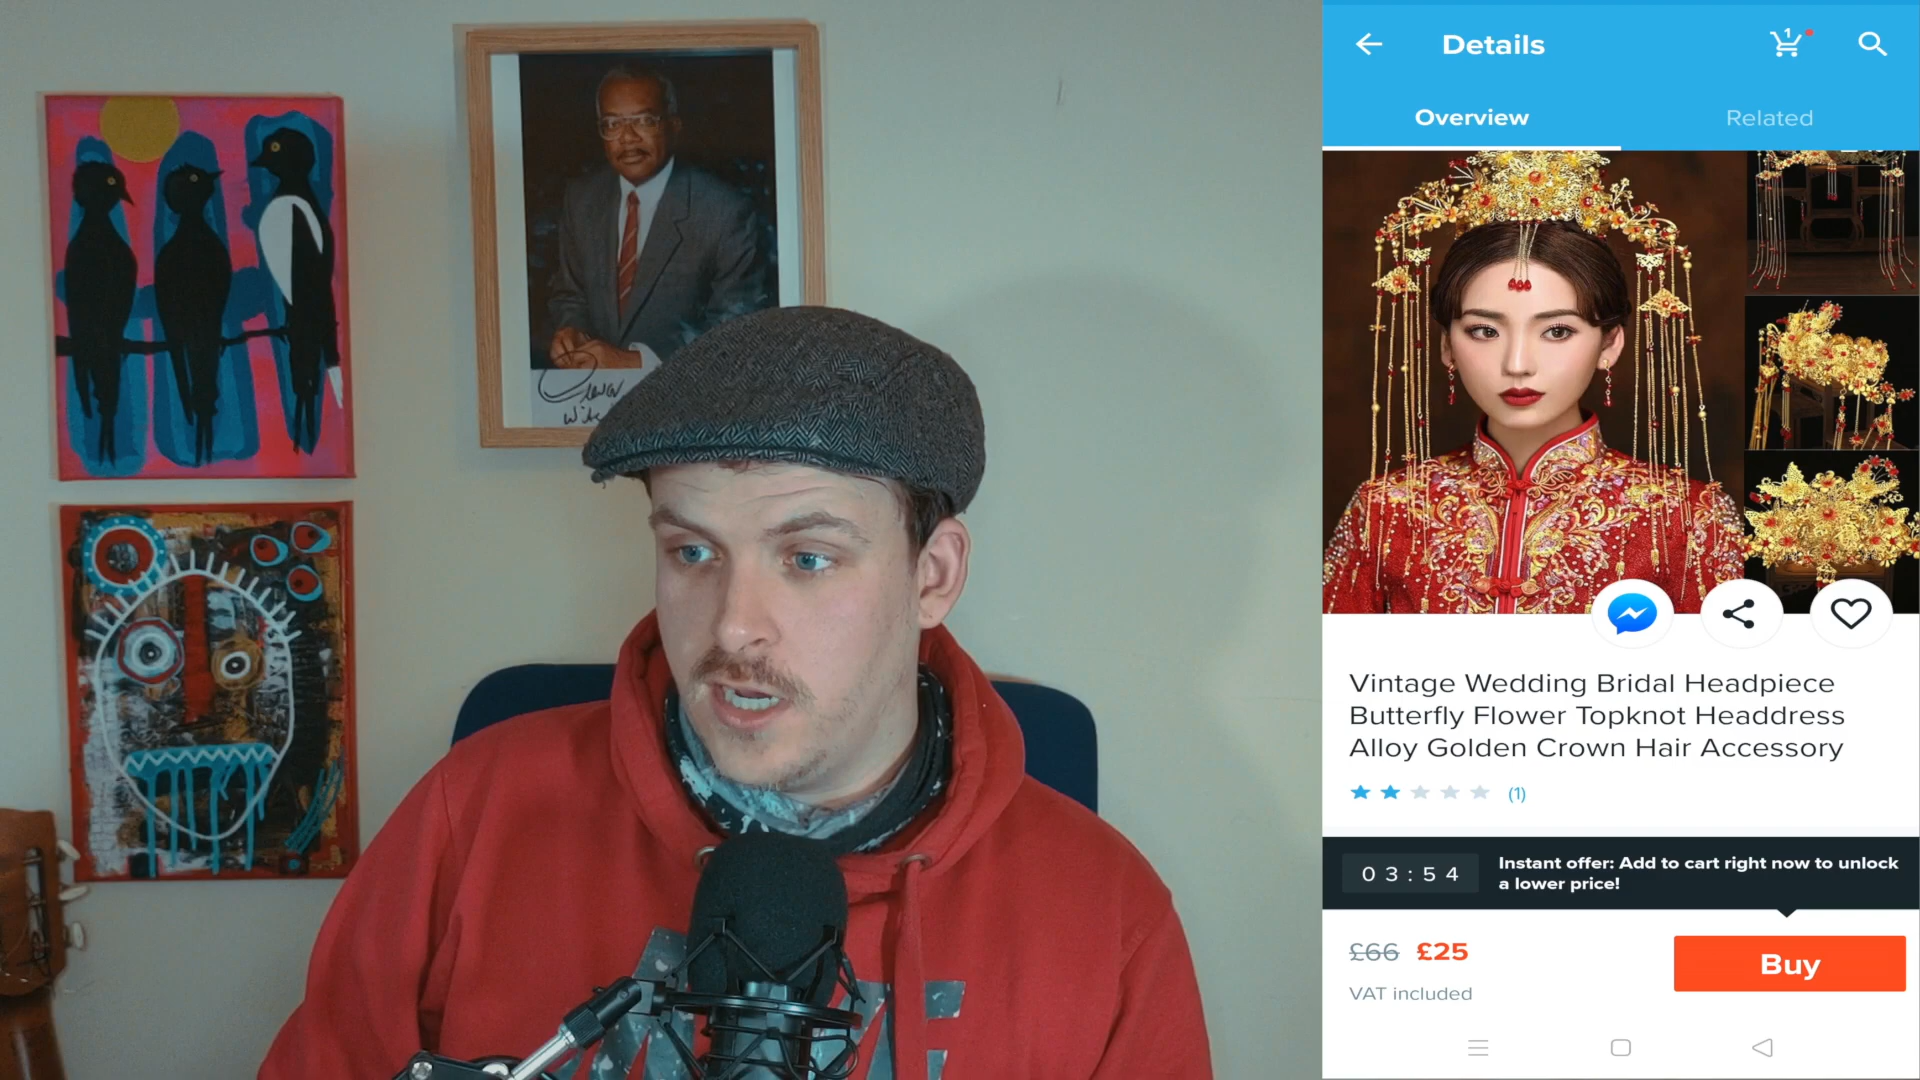 Details
1
Overview
Related
Vintage Wedding Bridal Headpiece
Butterfly Flower Topknot Headdress
Alloy Golden Crown Hair Accessory
(1)
03:54
Instant offer: Add to cart right now to unlock
a lower price!
£66 £25
VAT included
Buy